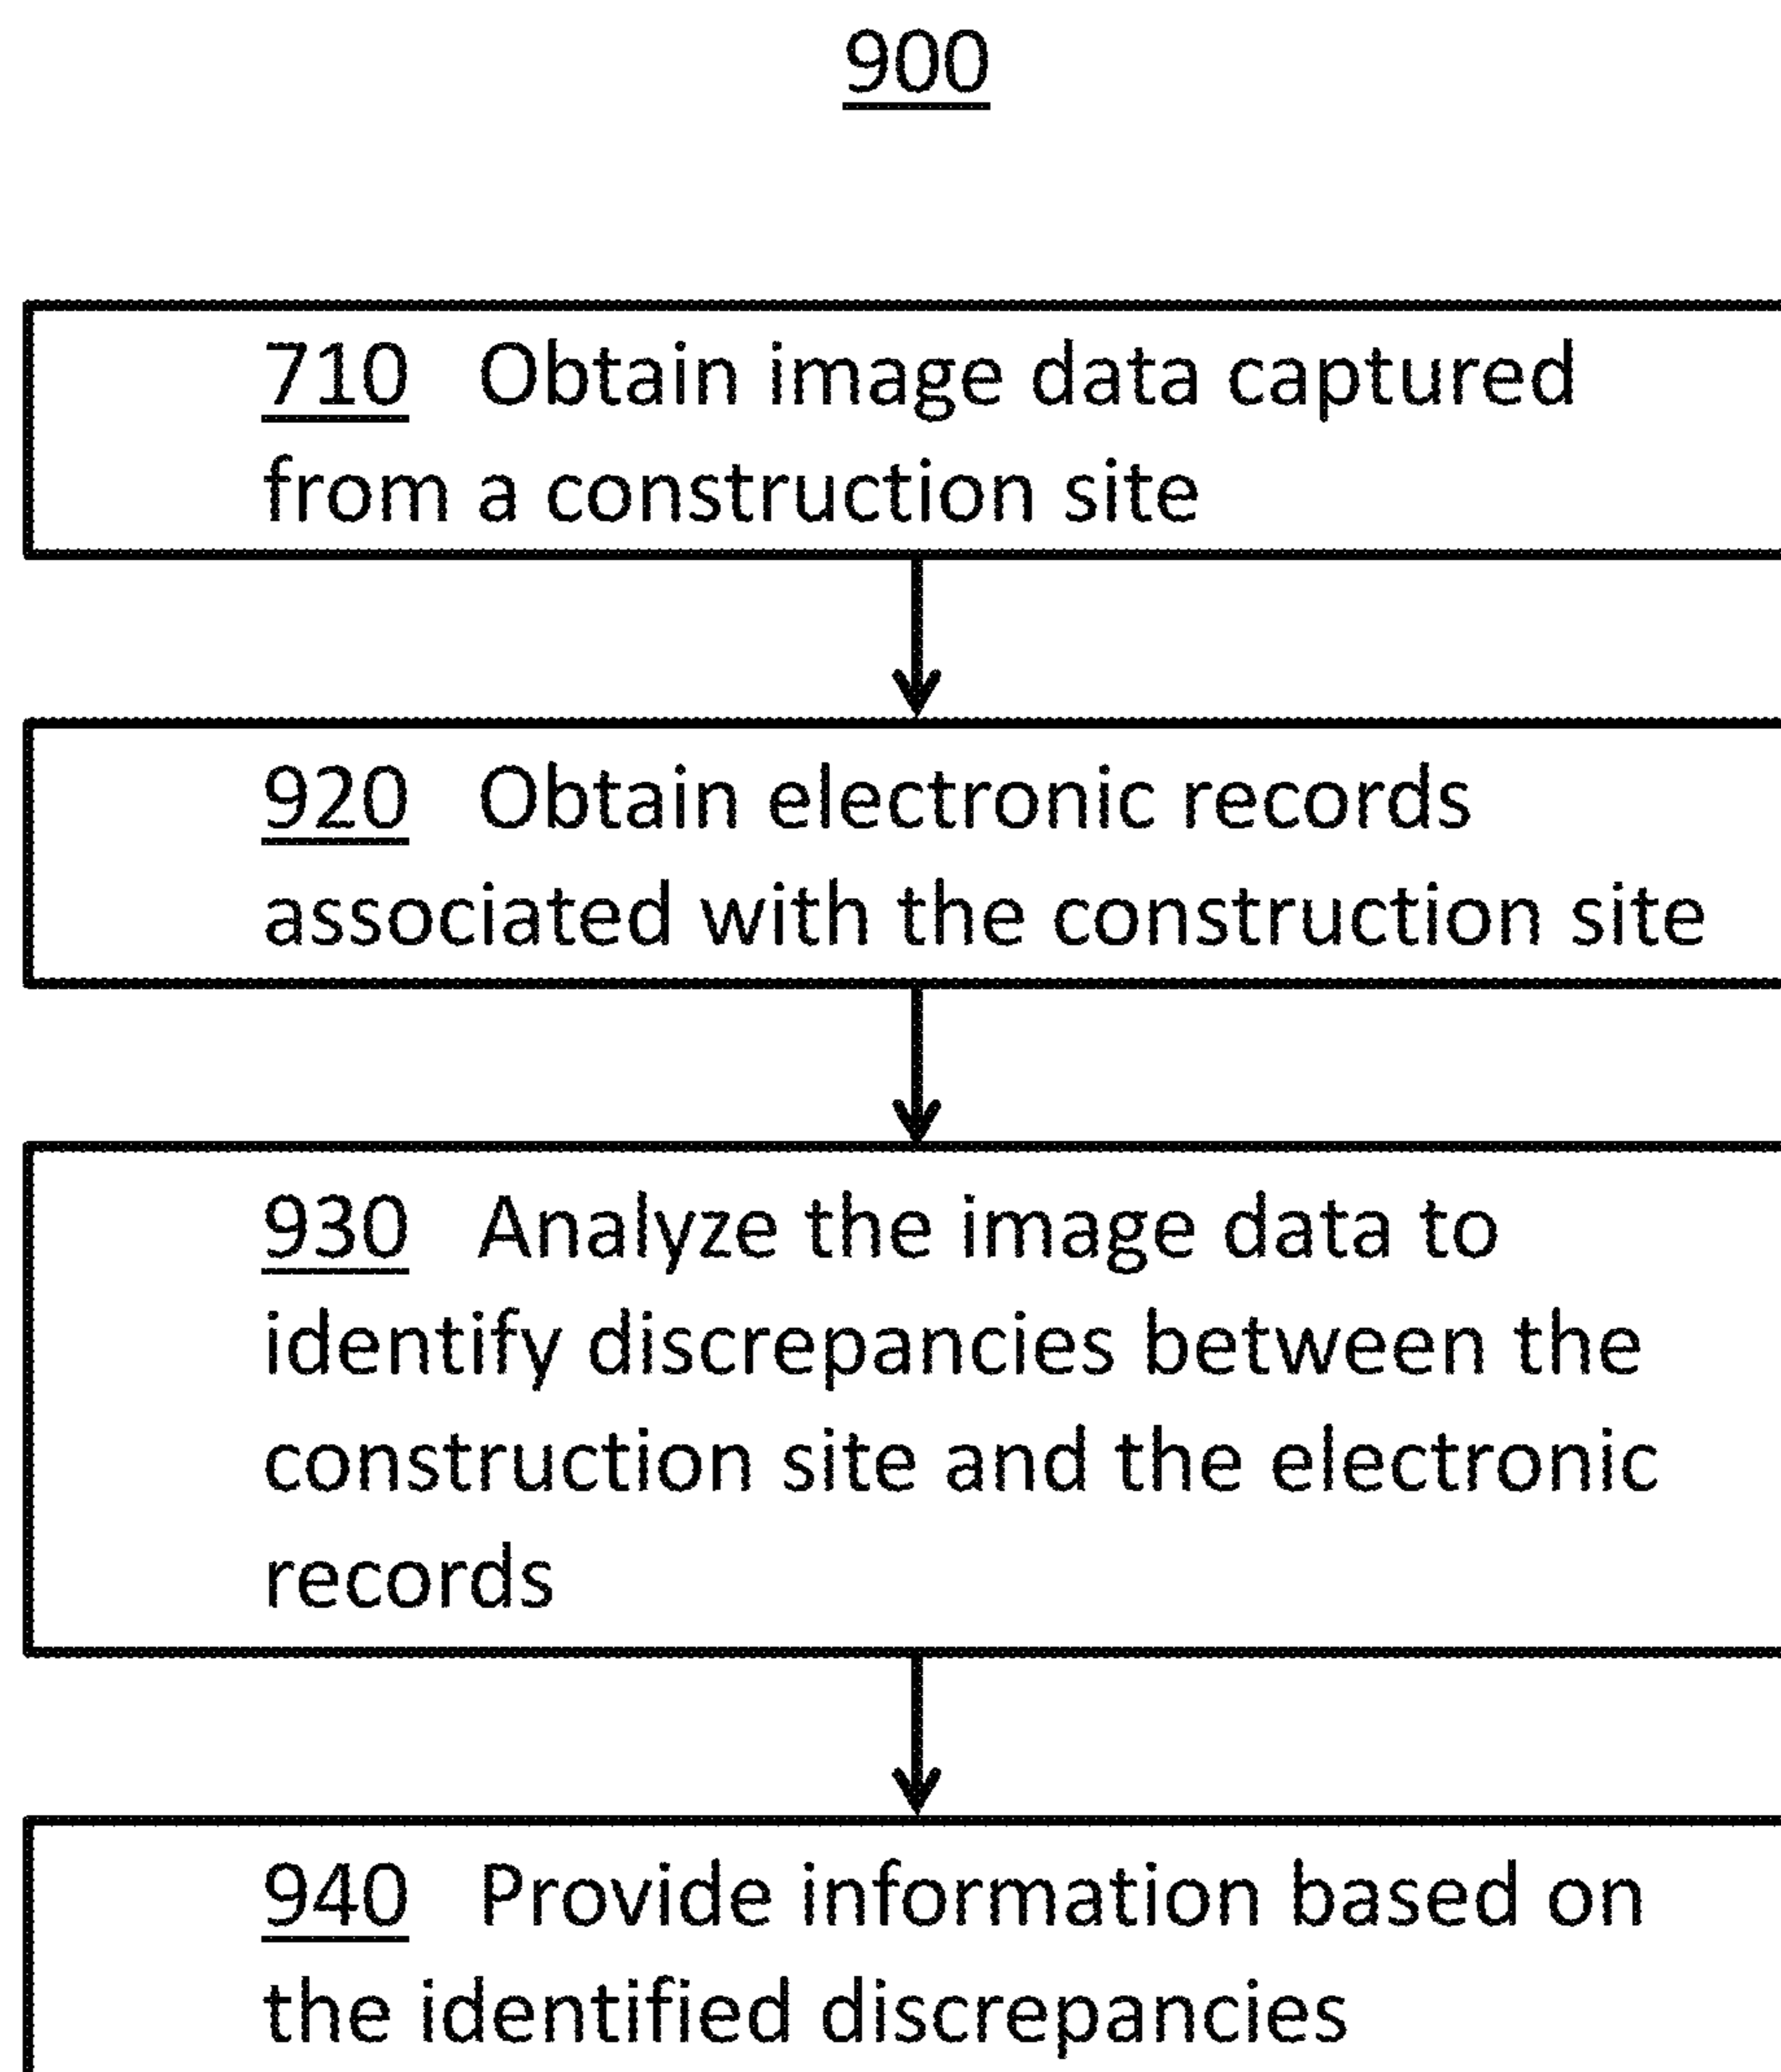 900
710 Obtain image data captured
from a construction site
920 Obtain electronic records
associated with the construction site
930 Analyze the image data to
identify discrepancies between the
construction site and the electronic
records
940 Provide information based on
the identified discrepancies